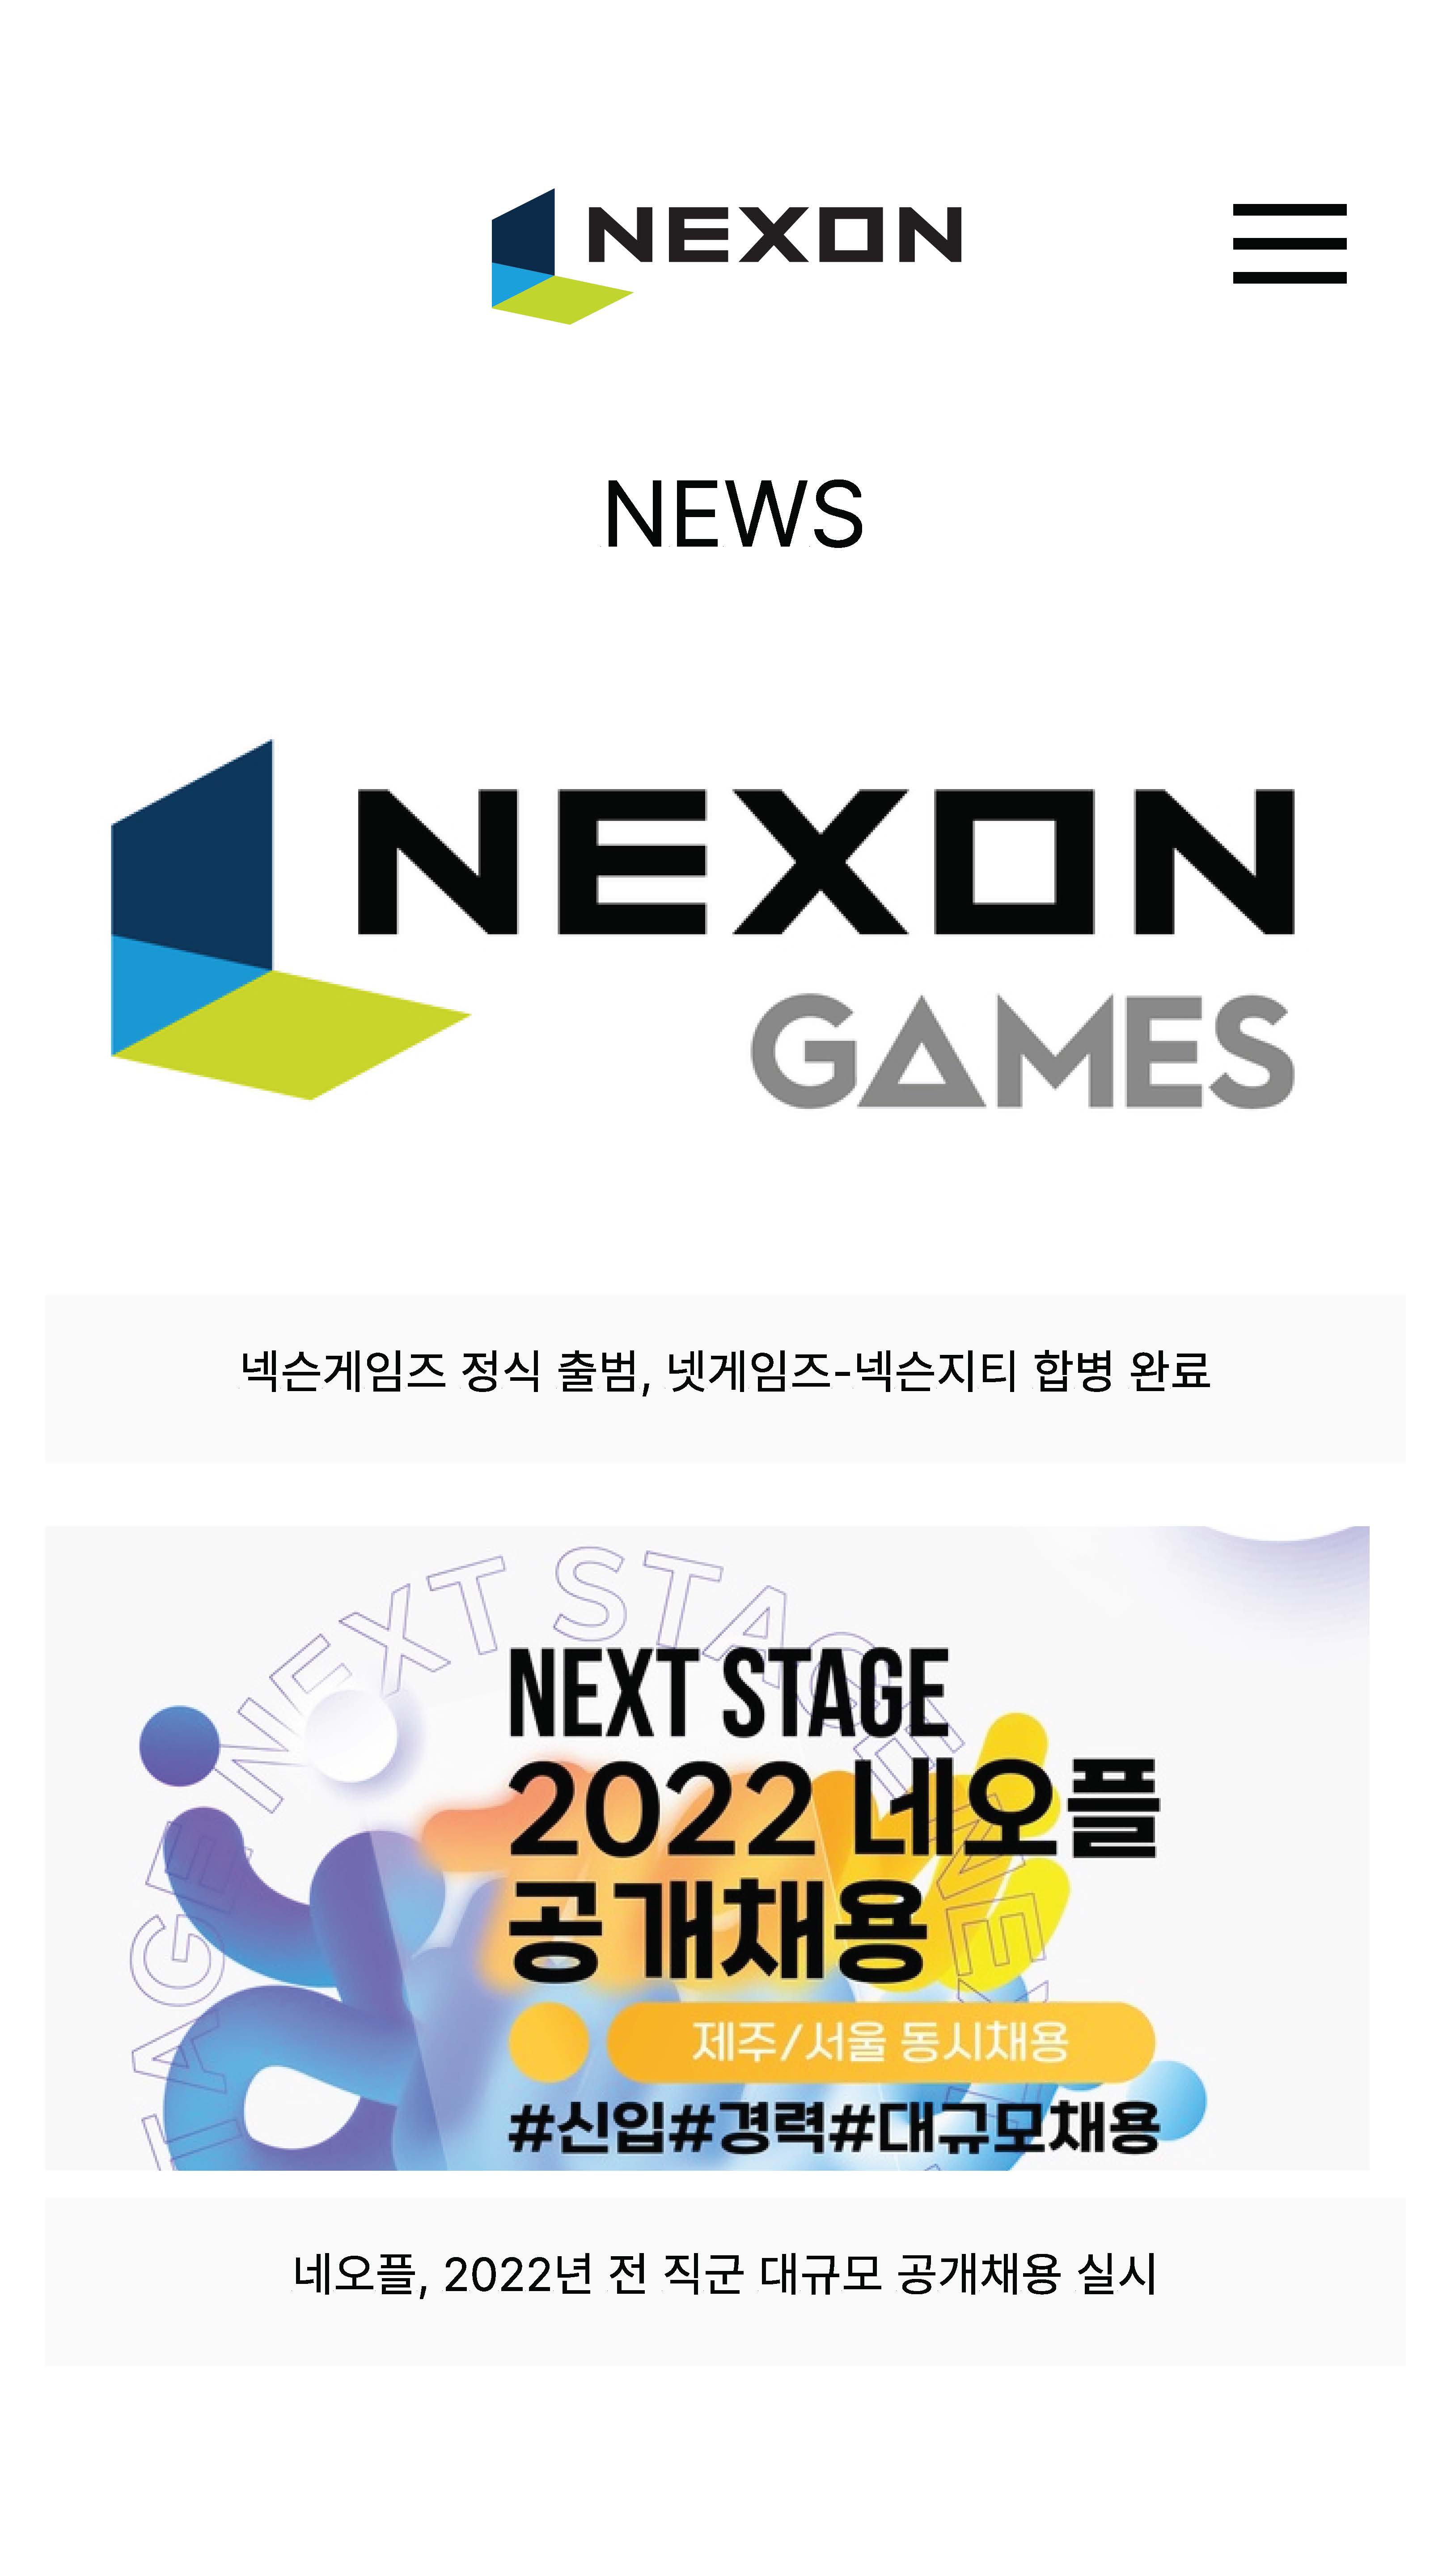 NEXON
NEWS
NEXON
GAMES
넥슨게임즈 정식 출범, 넷게임즈-넥슨지티 합병 완료
NEXT STAGE
NEXT STAGE
2022 네오플
공개채용
제주/서울 동시채용
#신입#경력#대규모채용
네오플, 2022년 전 직군 대규모 공개채용 실시